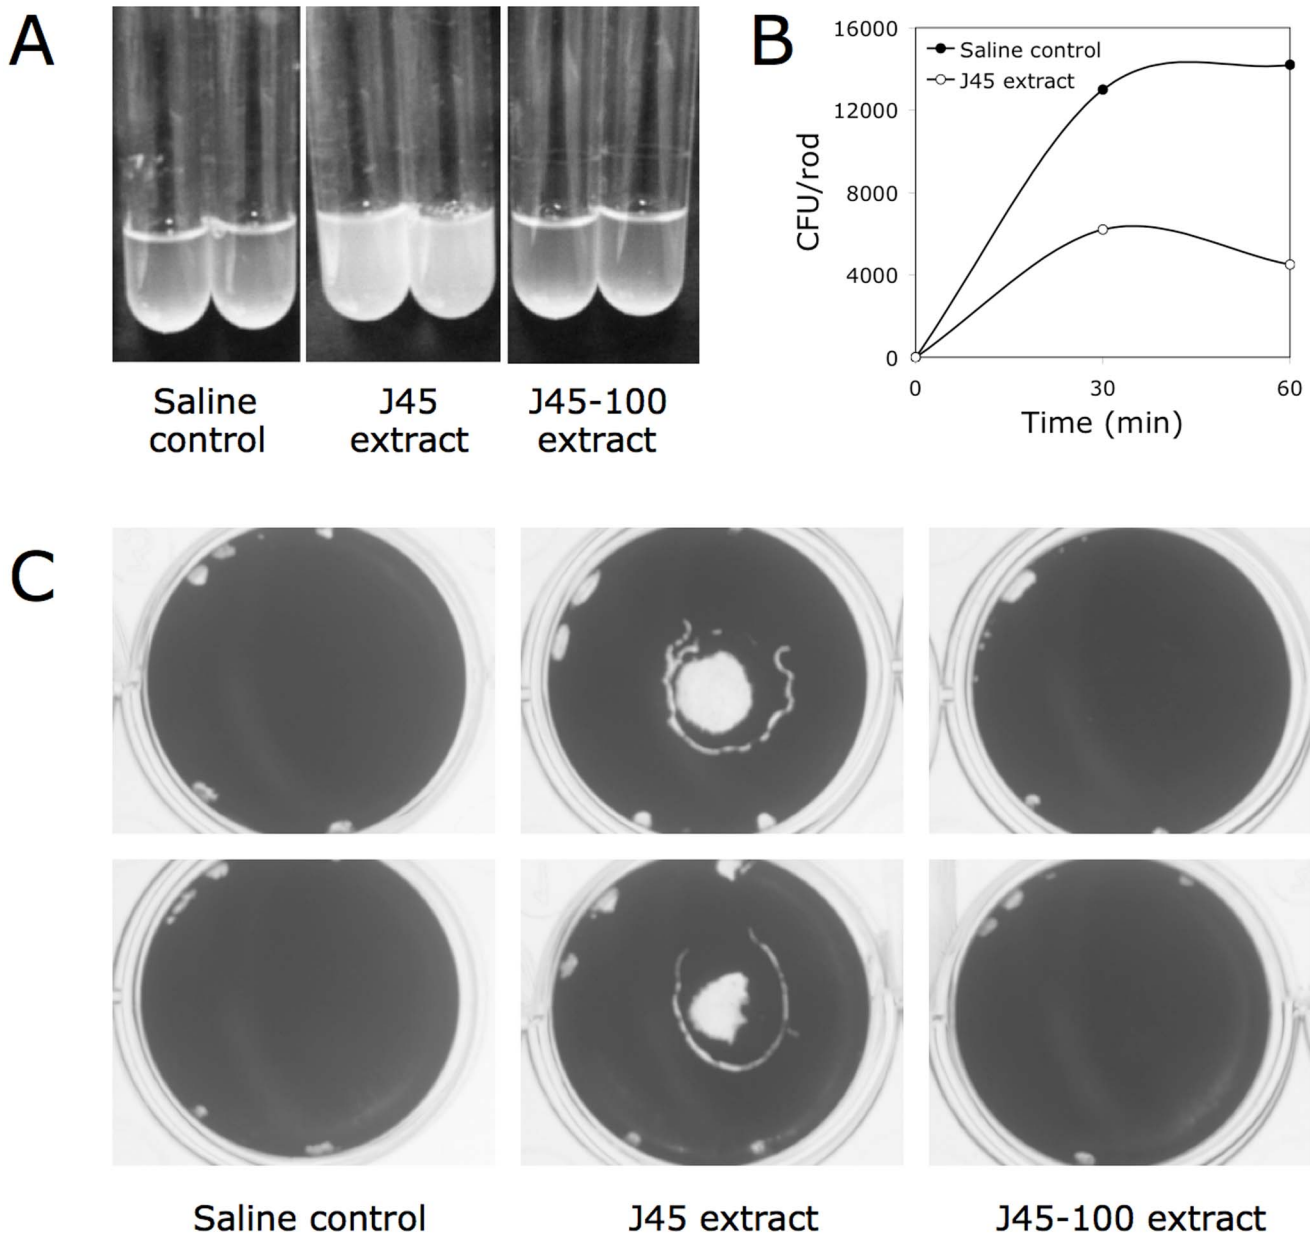 A
Saline
control
J45
extract
J45-100
extract
B
16000
12000
8000
4000
0
CFU/rod
Saline control
J45 extract
0
30
60
Time (min)
C
Saline control
J45 extract
J45-100 extract